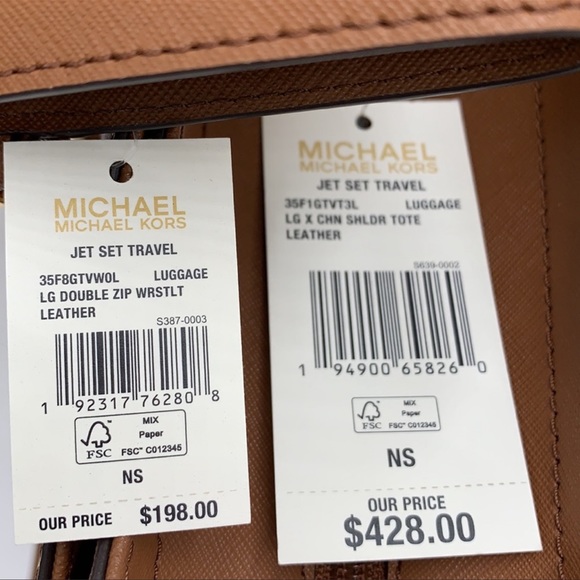 MICHAEL
MICHAEL KORS
JET SET TRAVEL
35F8GTVW0L LUGGAGE
LG DOUBLE ZIP WRSTLT
LEATHER
S387-0003
1 92317 76280 8
FSC
MIX
Paper
FSC™ C012345
NS
OUR PRICE $198.00
MICHAEL
MICHAEL KORS
JET SET TRAVEL
35F1GTVT3L LUGGAGE
LG X CHN SHLDR TOTE
LEATHER
S639-0002
1 94900 65826 0
FSC
MIX
Paper
FSC™ C012345
NS
OUR PRICE
$428.00